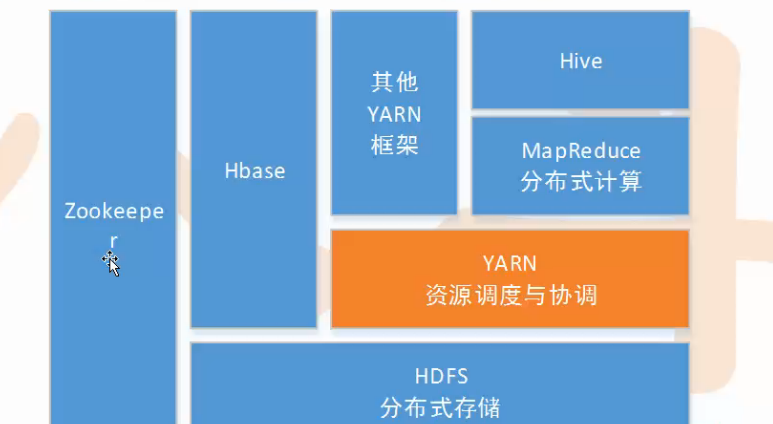 Zookeepe
r
Hbase
其他
YARN
框架
Hive
MapReduce
分布式计算
YARN
资源调度与协调
HDFS
分布式存储